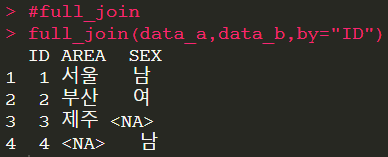 > #full_join
> full_join(data_a,data_b,by="ID")
ID AREA SEX
1 1 서울 남
2 2 부산 여
3 3 제주 <NA>
4 4 <NA> 남